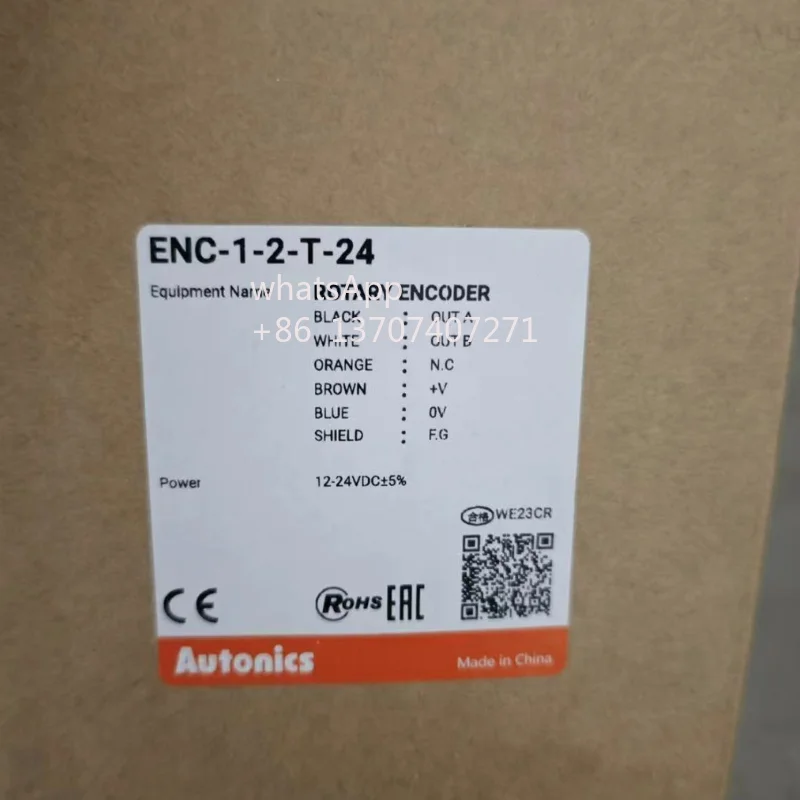 ENC-1-2-T-24
Equipment Name ROTARY ENCODER
whatsApp
BLACK : OUT A
+86 13707407271
WHITE : OUT B
ORANGE : N.C
BROWN : +V
BLUE : 0V
SHIELD : F.G
Power 12-24VDC±5%
合格 WE23CR
CE RoHS EAC
Autonics Made in China